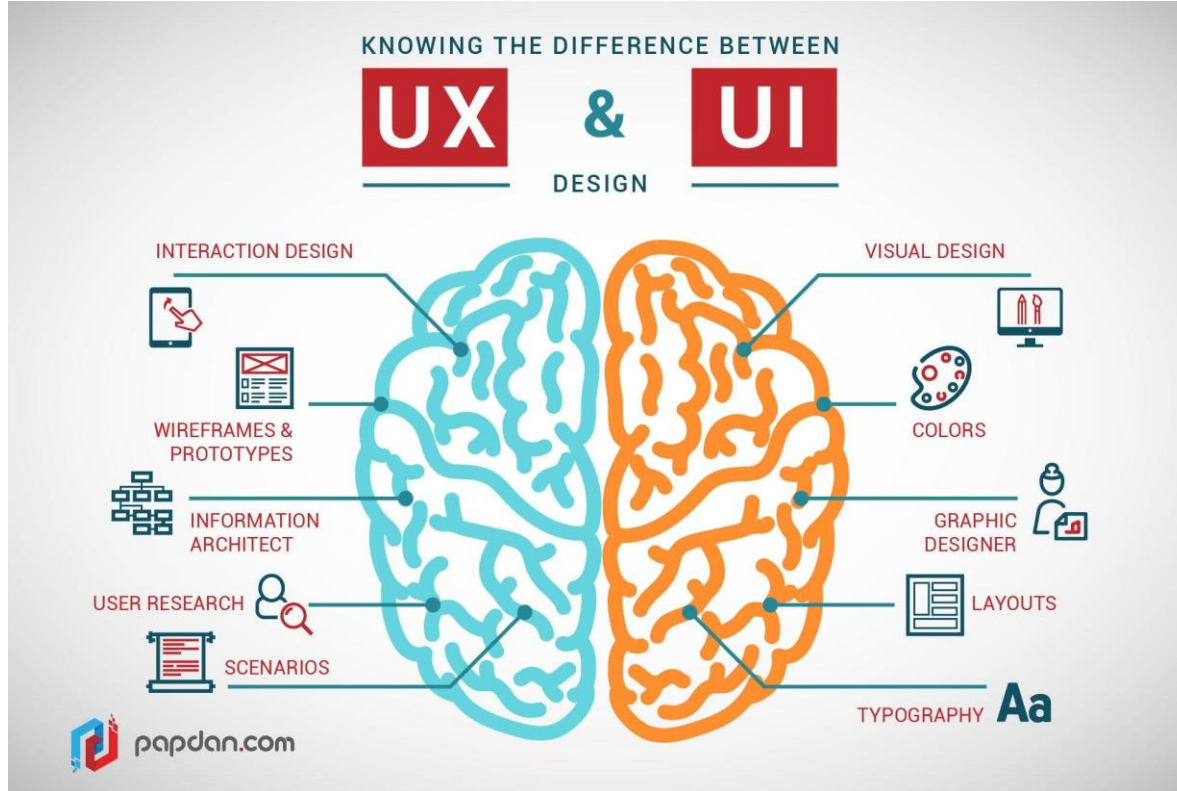 KNOWING THE DIFFERENCE BETWEEN
UX & UI
DESIGN
INTERACTION DESIGN
WIREFRAMES &
PROTOTYPES
INFORMATION
ARCHITECT
USER RESEARCH
SCENARIOS
VISUAL DESIGN
COLORS
GRAPHIC
DESIGNER
LAYOUTS
TYPOGRAPHY Aa
papdan.com